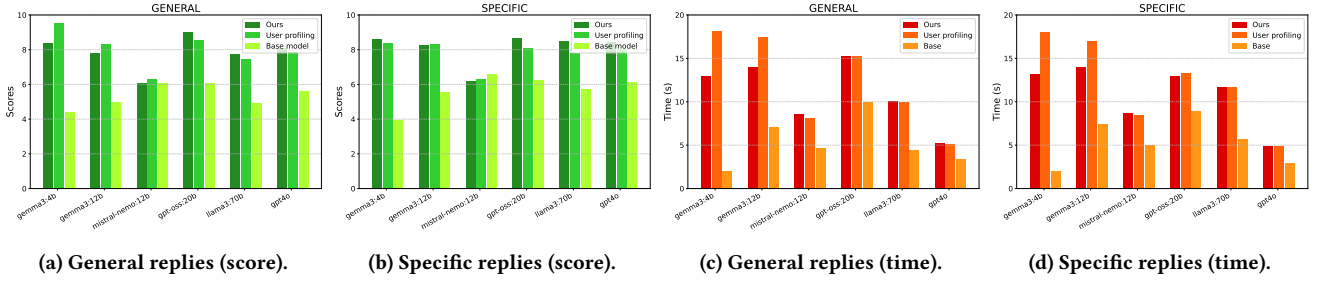 GENERAL
10
8
6
4
2
0
Scores
Ours
User profiling
Base model
gemma3:4b
gemma3:12b
mistral-nemo:12b
gpt-oss:20b
llama3:70b
gpt4o
(a) General replies (score).
SPECIFIC
10
8
6
4
2
0
Scores
Ours
User profiling
Base model
gemma3:4b
gemma3:12b
mistral-nemo:12b
gpt-oss:20b
llama3:70b
gpt4o
(b) Specific replies (score).
GENERAL
20
15
10
5
0
Time (s)
Ours
User profiling
Base
gemma3:4b
gemma3:12b
mistral-nemo:12b
gpt-oss:20b
llama3:70b
gpt4o
(c) General replies (time).
SPECIFIC
20
15
10
5
0
Time (s)
Ours
User profiling
Base
gemma3:4b
gemma3:12b
mistral-nemo:12b
gpt-oss:20b
llama3:70b
gpt4o
(d) Specific replies (time).